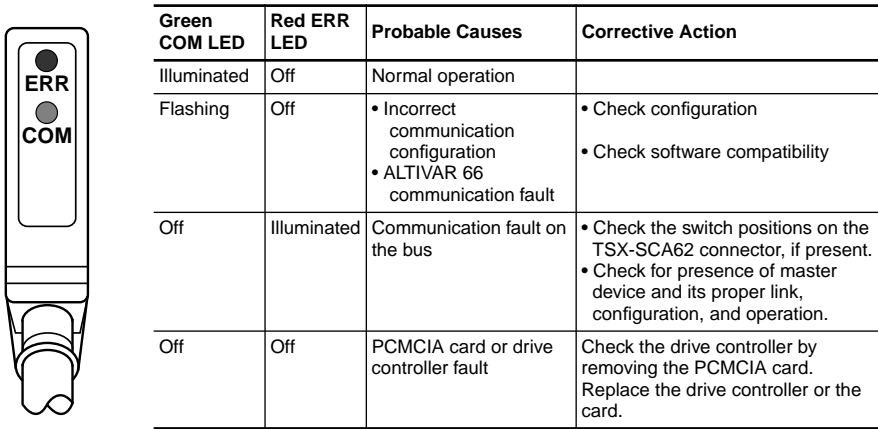 ERR
COM
Green COM LED | Red ERR LED | Probable Causes | Corrective Action
Illuminated | Off | Normal operation
Flashing | Off | • Incorrect communication configuration • ALTIVAR 66 communication fault | • Check configuration • Check software compatibility
Off | Illuminated | Communication fault on the bus | • Check the switch positions on the TSX-SCA62 connector, if present. • Check for presence of master device and its proper link, configuration, and operation.
Off | Off | PCMCIA card or drive controller fault | Check the drive controller by removing the PCMCIA card. Replace the drive controller or the card.